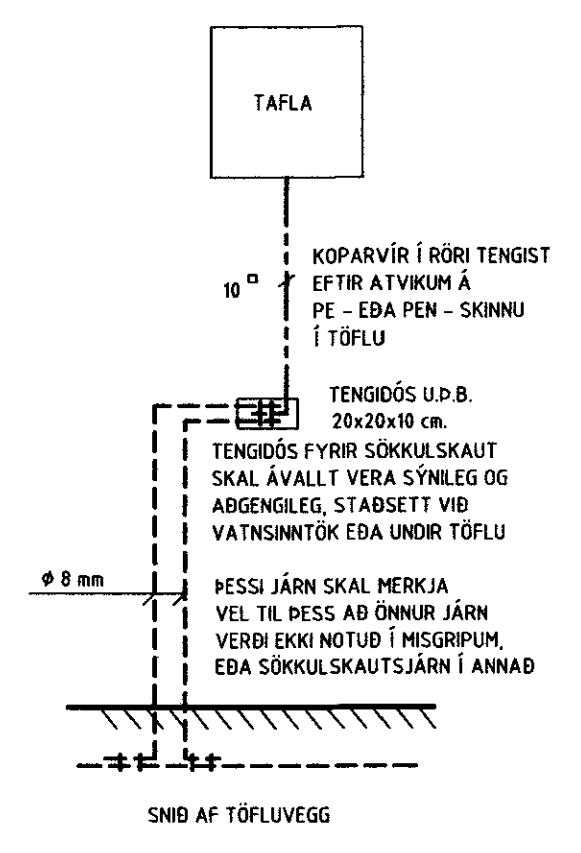 TAFLA
KOPARVÍR Í RÖRI TENGIST
EFTIR ATVIKUM Á
PE - EÐA PEN - SKINNU
Í TÖFLU
10 □
TENGIDÓS U.Þ.B.
20x20x10 cm.
TENGIDÓS FYRIR SÖKKULSKAUT
SKAL ÁVALLT VERA SÝNILEG OG
AÐGENGILEG, STAÐSETT VIÐ
VATNSINNTÖK EÐA UNDIR TÖFLU
ϕ 8 mm
ÞESSI JÁRN SKAL MERKJA
VEL TIL ÞESS AÐ ÖNNUR JÁRN
VERÐI EKKI NOTUÐ Í MISGRIPUM,
EÐA SÖKKULSKAUTSJÁRN Í ANNAÐ
SNIÐ AF TÖFLUVEGG